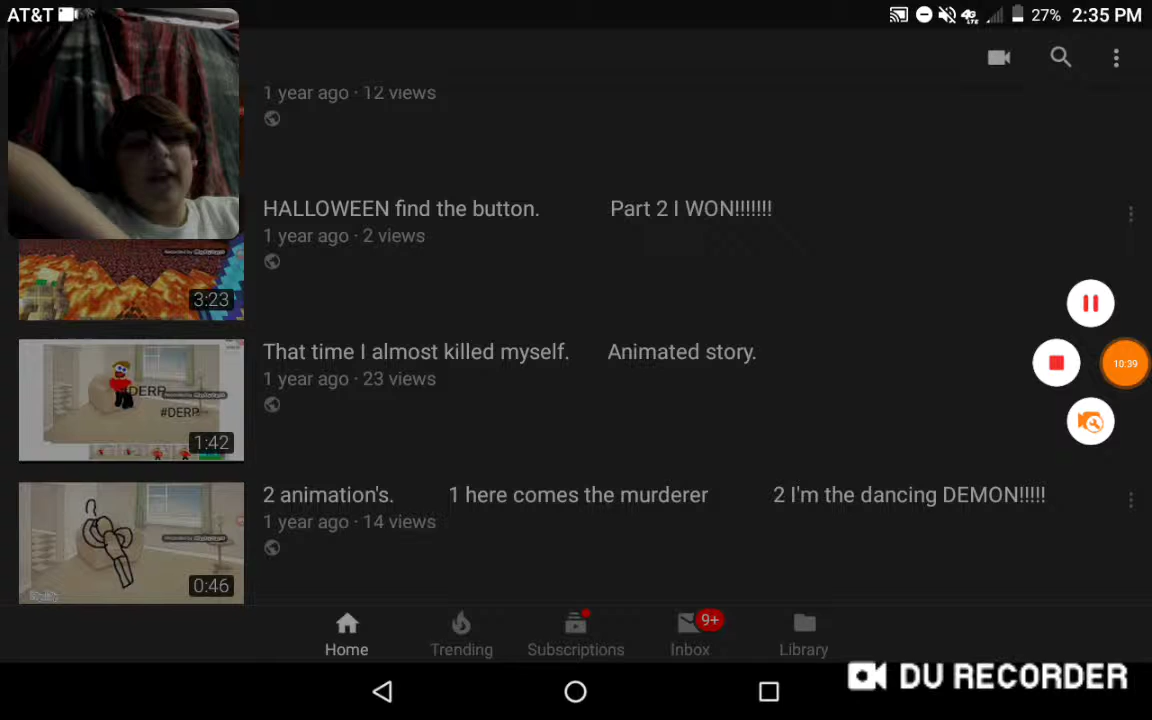 AT&T
27% 2:35 PM
1 year ago · 12 views
HALLOWEEN find the button. Part 2 I WON!!!!!!!
1 year ago · 2 views
3:23
That time I almost killed myself. Animated story.
1 year ago · 23 views
#DERP
#DERP
1:42
10:39
2 animation's. 1 here comes the murderer 2 I'm the dancing DEMON!!!!!
1 year ago · 14 views
0:46
9+
Home Trending Subscriptions Inbox Library
DU RECORDER